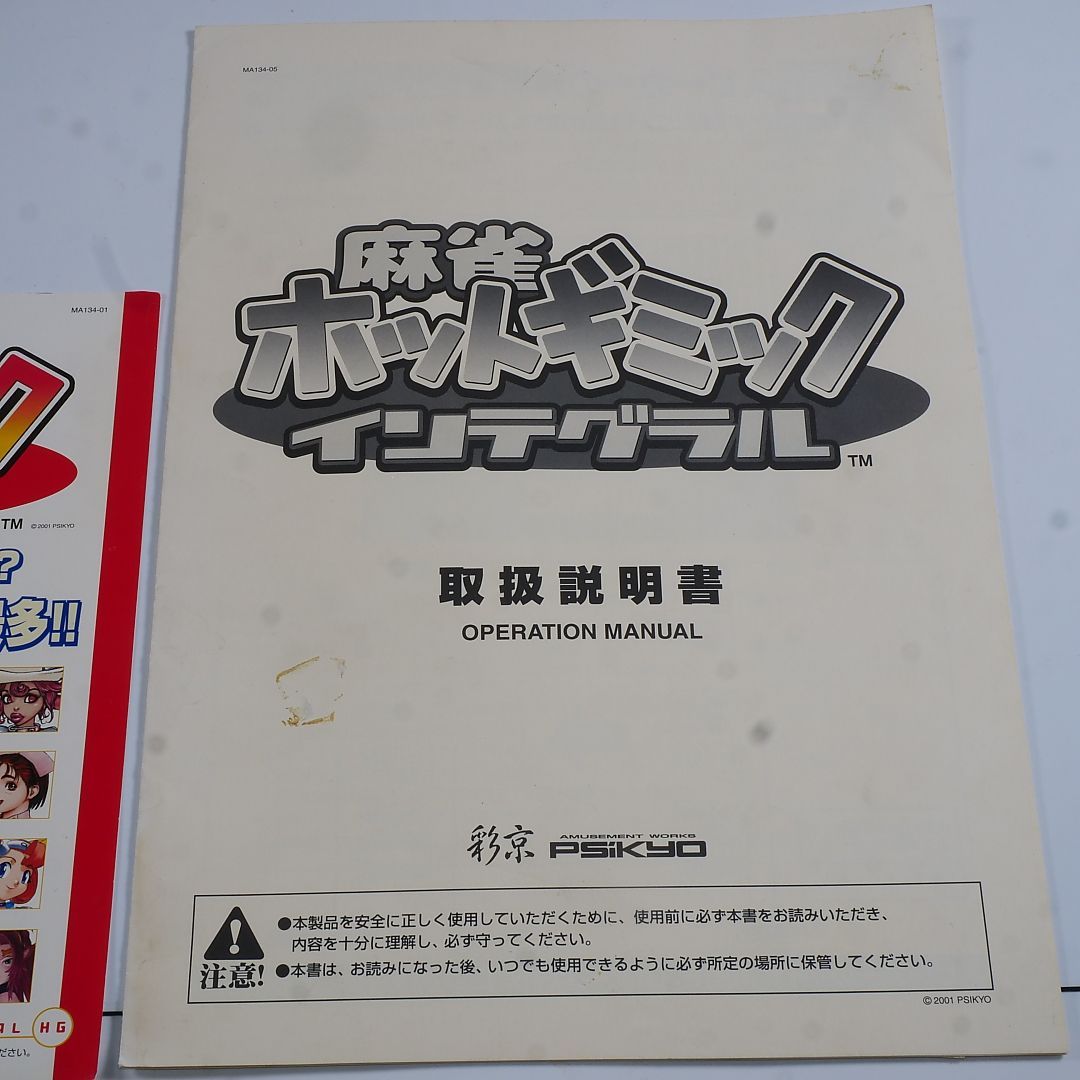 MA134-05
麻雀
ホットギミック
インテグラル TM
取扱説明書
OPERATION MANUAL
彩京 AMUSEMENT WORKS PSiKYO
注意!
●本製品を安全に正しく使用していただくために、使用前に必ず本書をお読みいただき、
内容を十分に理解し、必ず守ってください。
●本書は、お読みになった後、いつでも使用できるように必ず所定の場所に保管してください。
© 2001 PSIKYO
MA134-01
ク
TM © 2001 PSIKYO
?
多!!
AL HG
ださい。